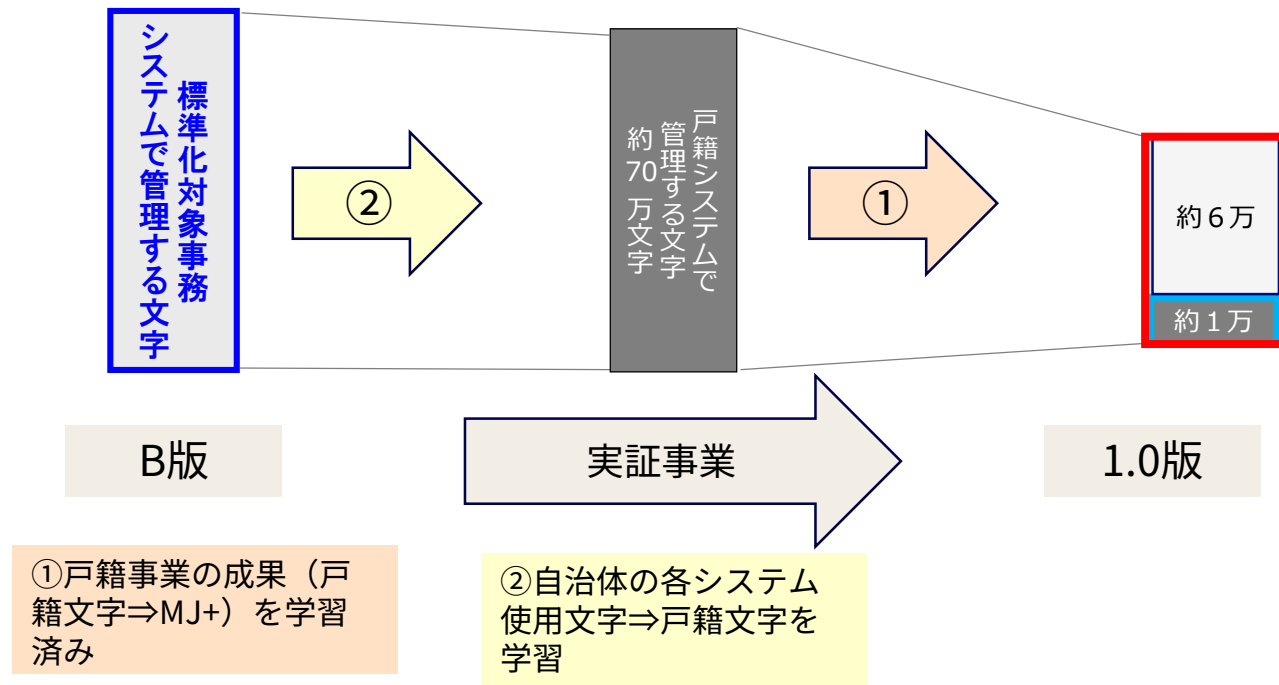 標準化対象事務
システムで管理する文字
②
戸籍システムで
管理する文字
約70 万文字
①
約６万
約１万
B版
実証事業
1.0版
①戸籍事業の成果（戸
籍文字⇒MJ+）を学習
済み
②自治体の各システム
使用文字⇒戸籍文字を
学習